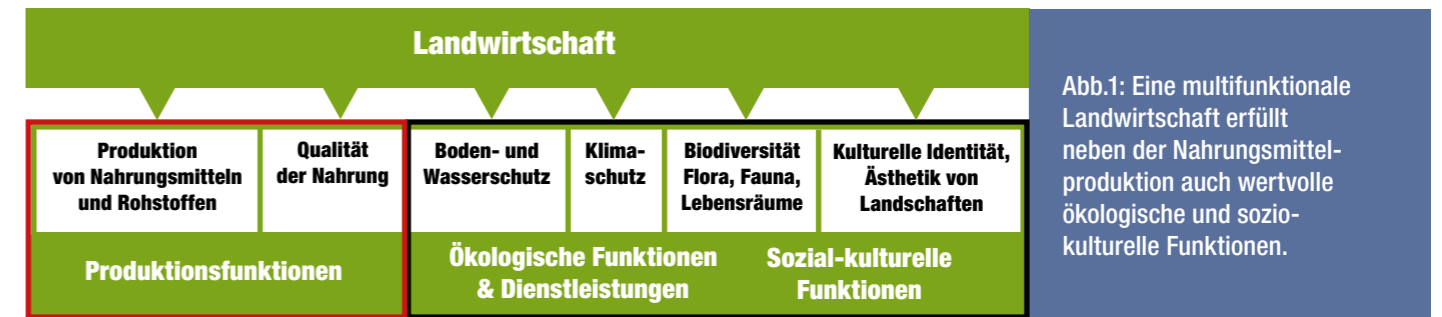 Landwirtschaft
Produktion
von Nahrungsmitteln
und Rohstoffen
Qualität
der Nahrung
Boden- und
Wasserschutz
Klima-
schutz
Biodiversität
Flora, Fauna,
Lebensräume
Kulturelle Identität,
Ästhetik von
Landschaften
Produktionsfunktionen
Ökologische Funktionen
& Dienstleistungen
Sozial-kulturelle
Funktionen
Abb.1: Eine multifunktionale
Landwirtschaft erfüllt
neben der Nahrungsmittel-
produktion auch wertvolle
ökologische und sozio-
kulturelle Funktionen.